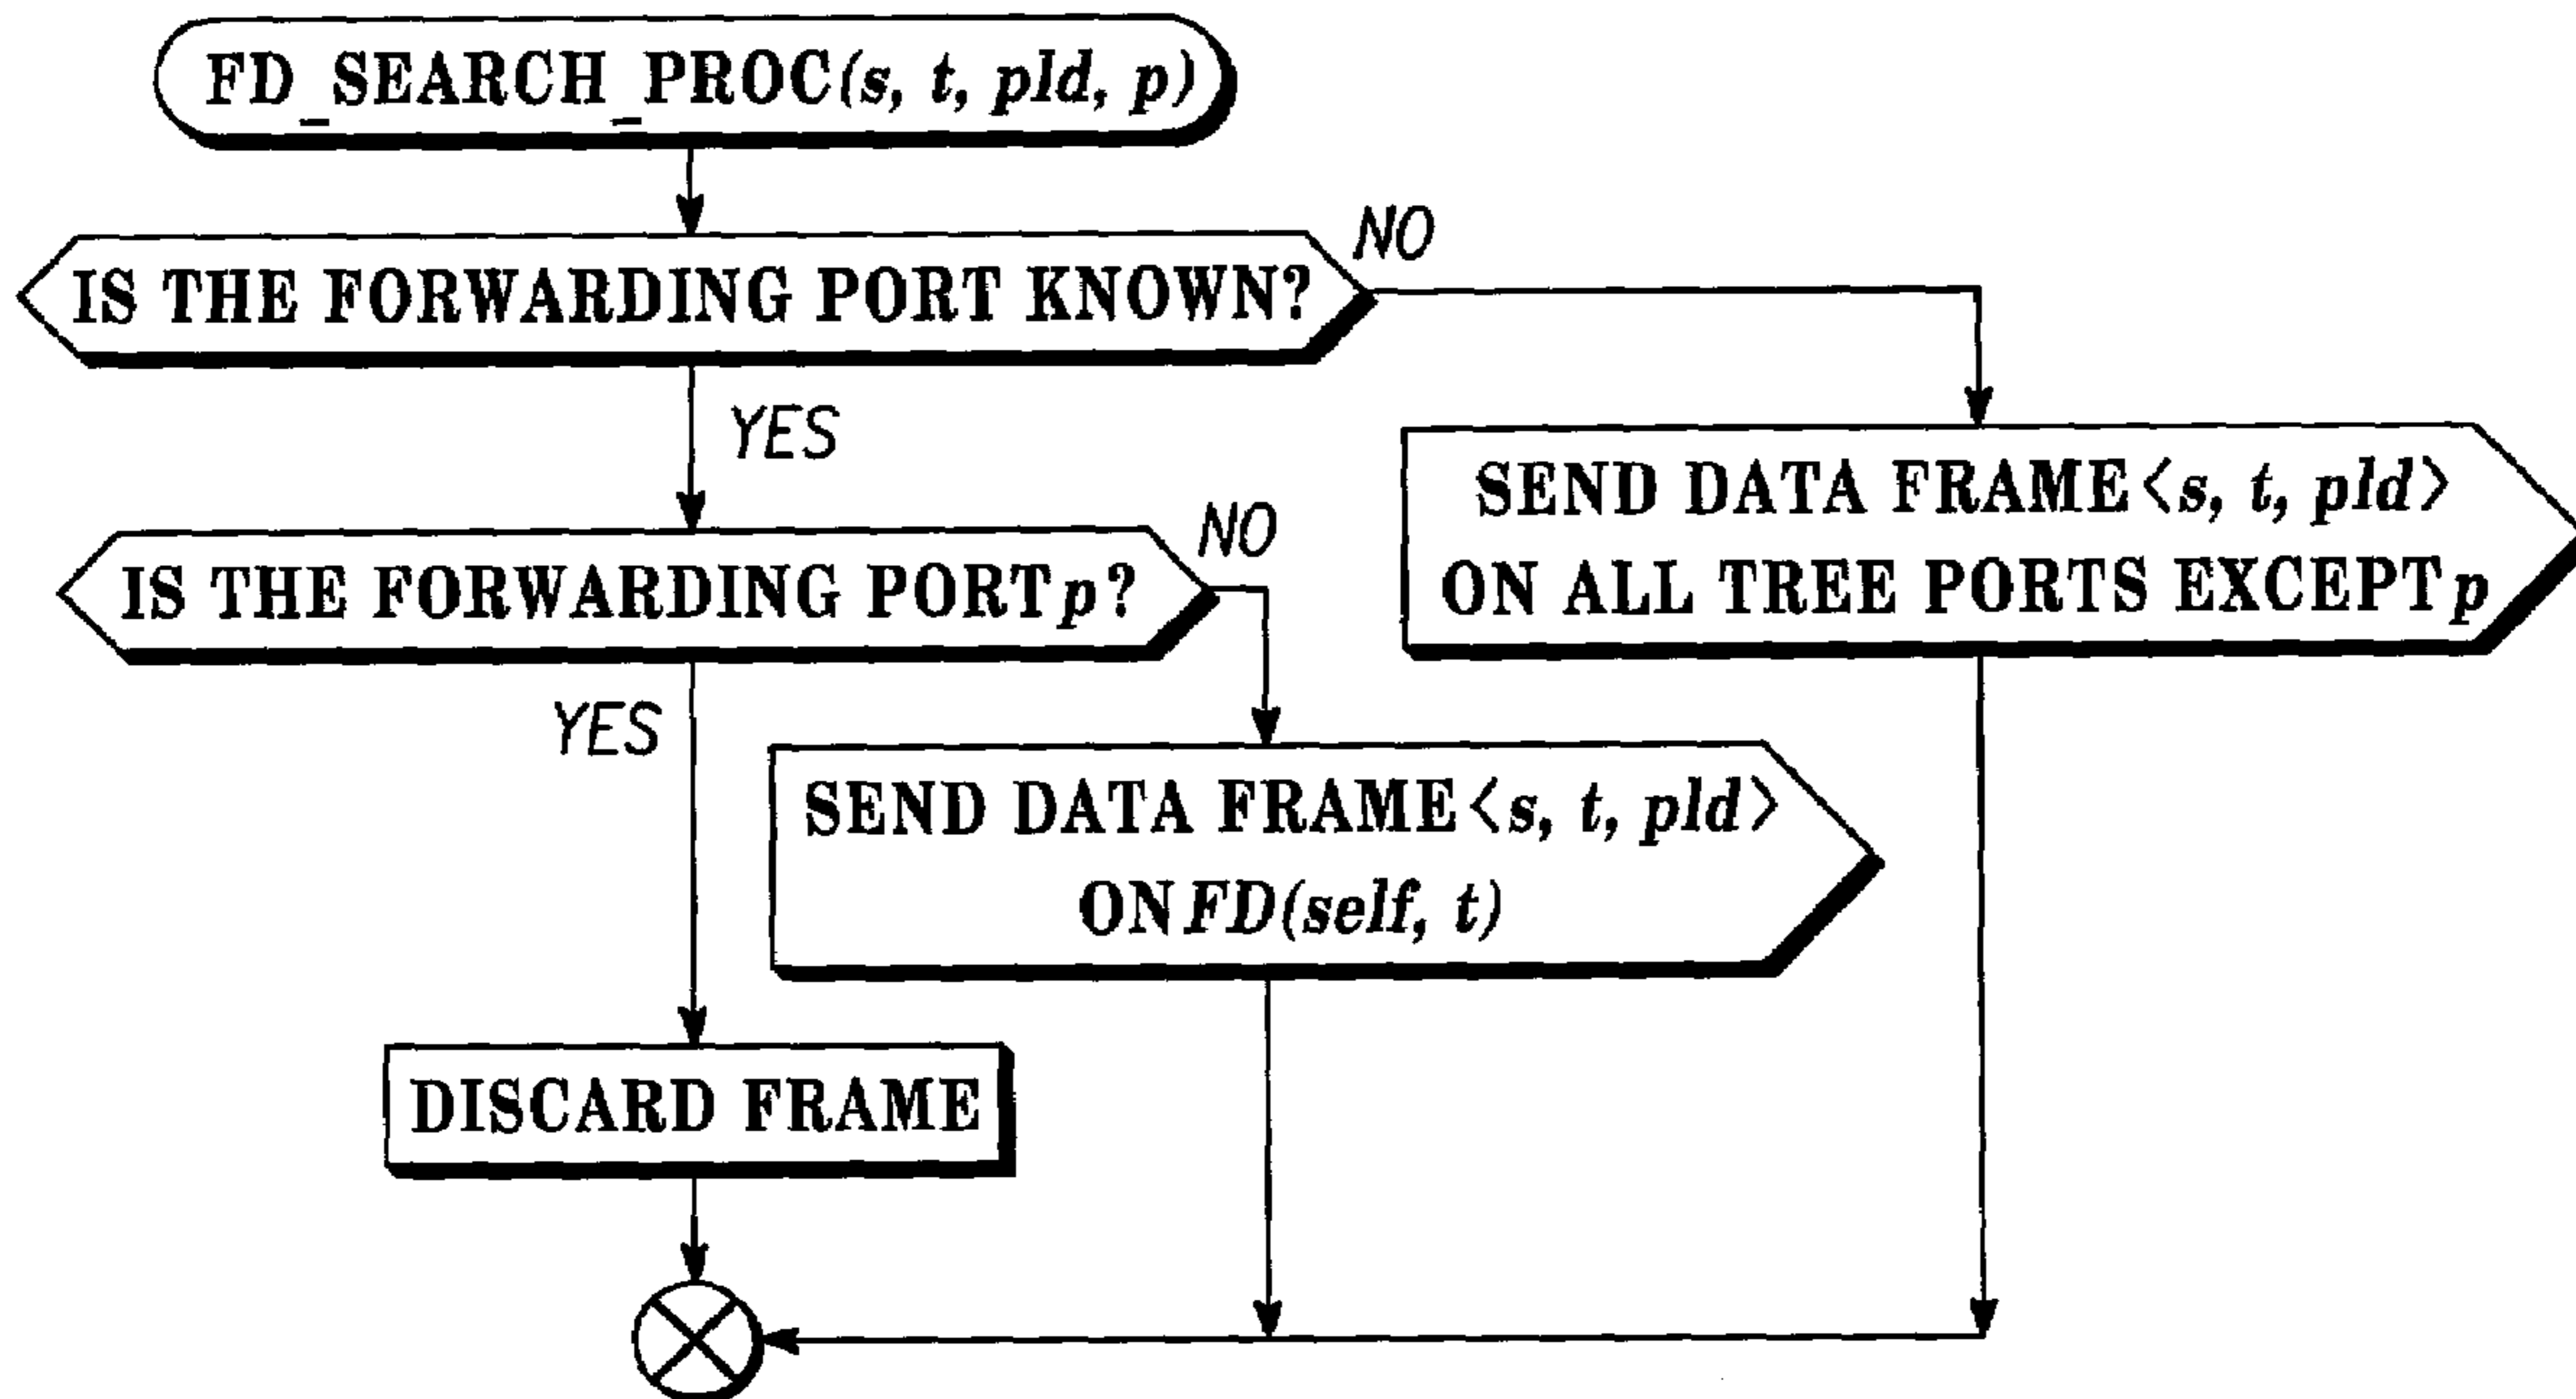 FD_SEARCH_PROC(s, t, pld, p)
IS THE FORWARDING PORT KNOWN?
NO
YES
SEND DATA FRAME<s, t, pld>
ON ALL TREE PORTS EXCEPT p
IS THE FORWARDING PORT p?
NO
YES
SEND DATA FRAME<s, t, pld>
ON FD(self, t)
DISCARD FRAME